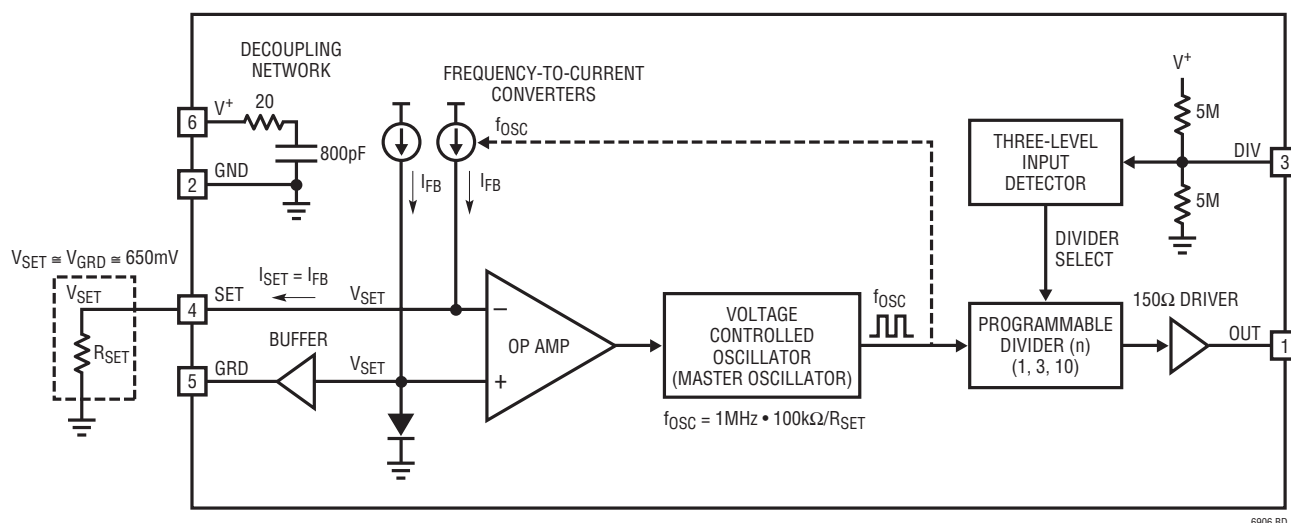 DECOUPLING
NETWORK
FREQUENCY-TO-CURRENT
CONVERTERS
6
V+
20
fOSC
800pF
2
GND
IFB
IFB
VSET ≅ VGRD ≅ 650mV
VSET
RSET
4
SET
ISET = IFB
VSET
–
OP AMP
+
BUFFER
5
GRD
VSET
VOLTAGE
CONTROLLED
OSCILLATOR
(MASTER OSCILLATOR)
fOSC = 1MHz • 100kΩ/RSET
fOSC
V+
5M
THREE-LEVEL
INPUT
DETECTOR
DIV
3
5M
DIVIDER
SELECT
PROGRAMMABLE
DIVIDER (n)
(1, 3, 10)
150Ω DRIVER
OUT
1
6906 BD